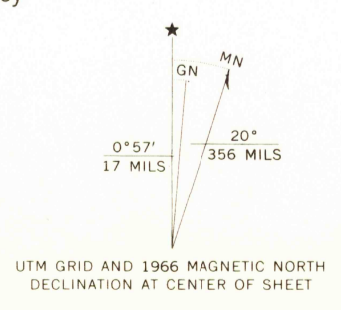 MN
GN
0°57'
20°
17 MILS
356 MILS
UTM GRID AND 1966 MAGNETIC NORTH
DECLINATION AT CENTER OF SHEET